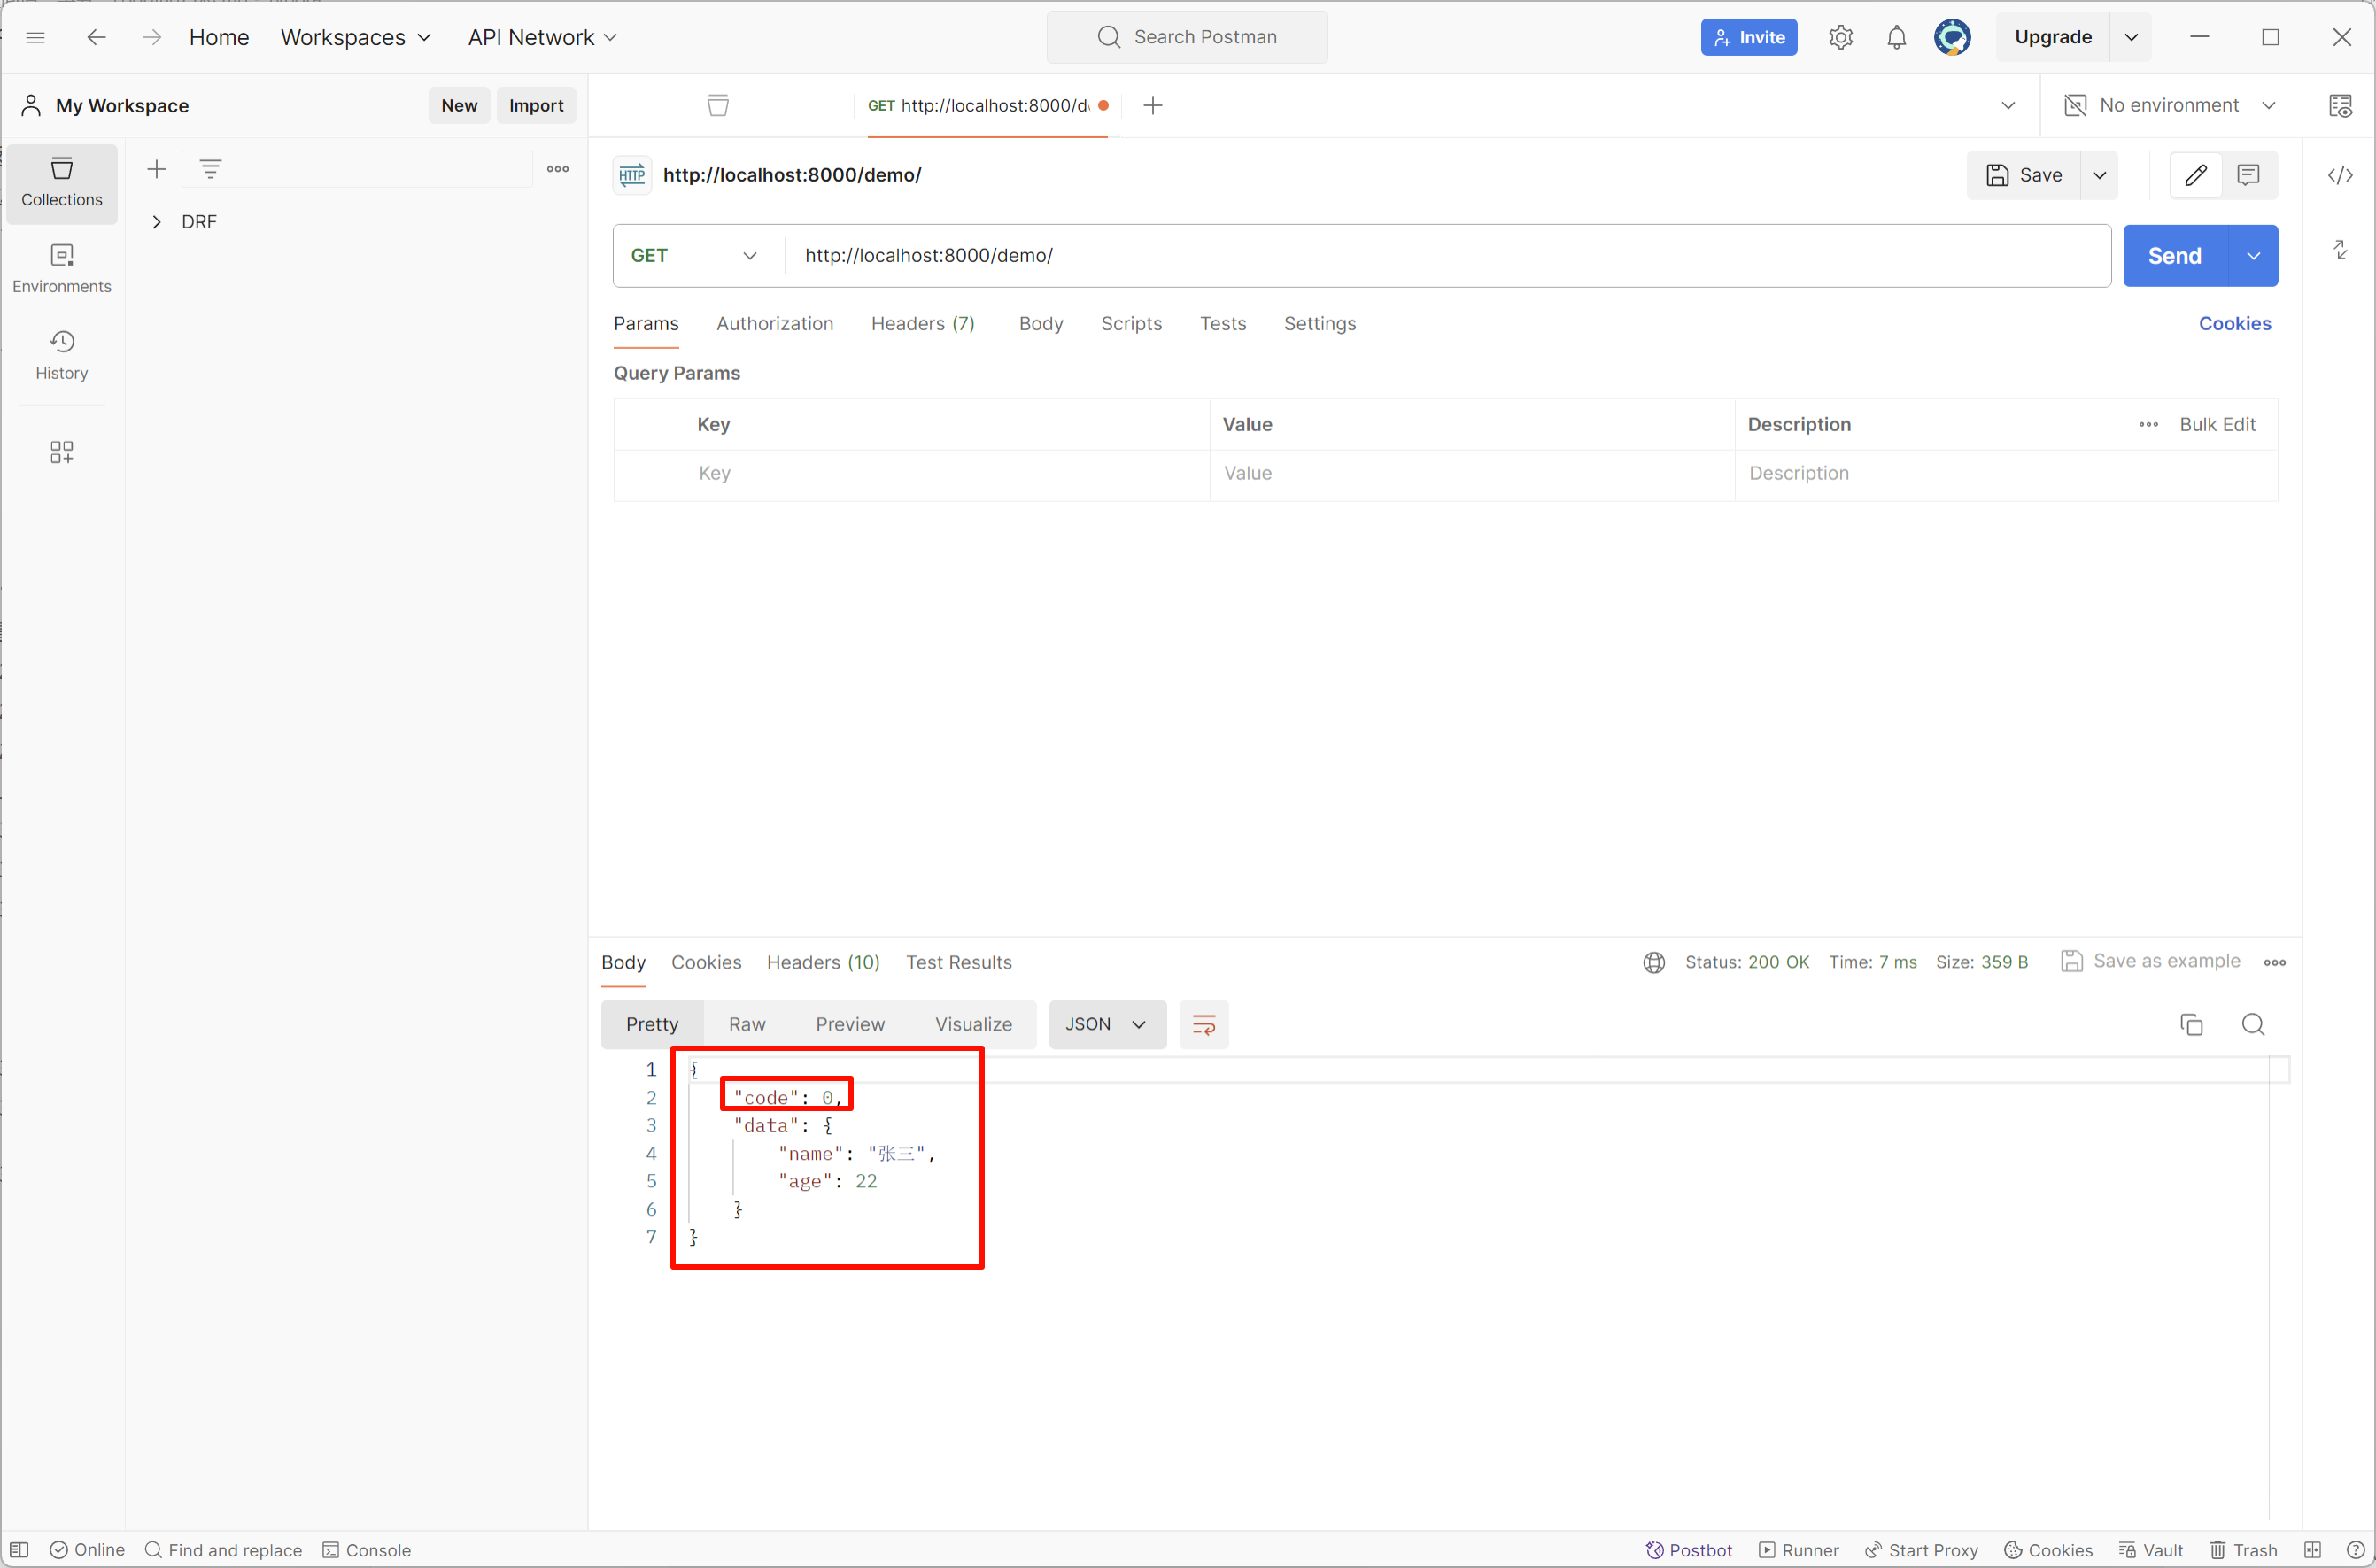 Home Workspaces API Network Search Postman Invite Upgrade
My Workspace New Import GET http://localhost:8000/d No environment
Collections
DRF
Environments
History
HTTP http://localhost:8000/demo/ Save
GET http://localhost:8000/demo/ Send
Params Authorization Headers (7) Body Scripts Tests Settings Cookies
Query Params
Key Value Description Bulk Edit
Key Value Description
Body Cookies Headers (10) Test Results Status: 200 OK Time: 7 ms Size: 359 B Save as example
Pretty Raw Preview Visualize JSON
1 {
2 "code": 0,
3 "data": {
4 "name": "张三",
5 "age": 22
6 }
7 }
Online Find and replace Console Postbot Runner Start Proxy Cookies Vault Trash